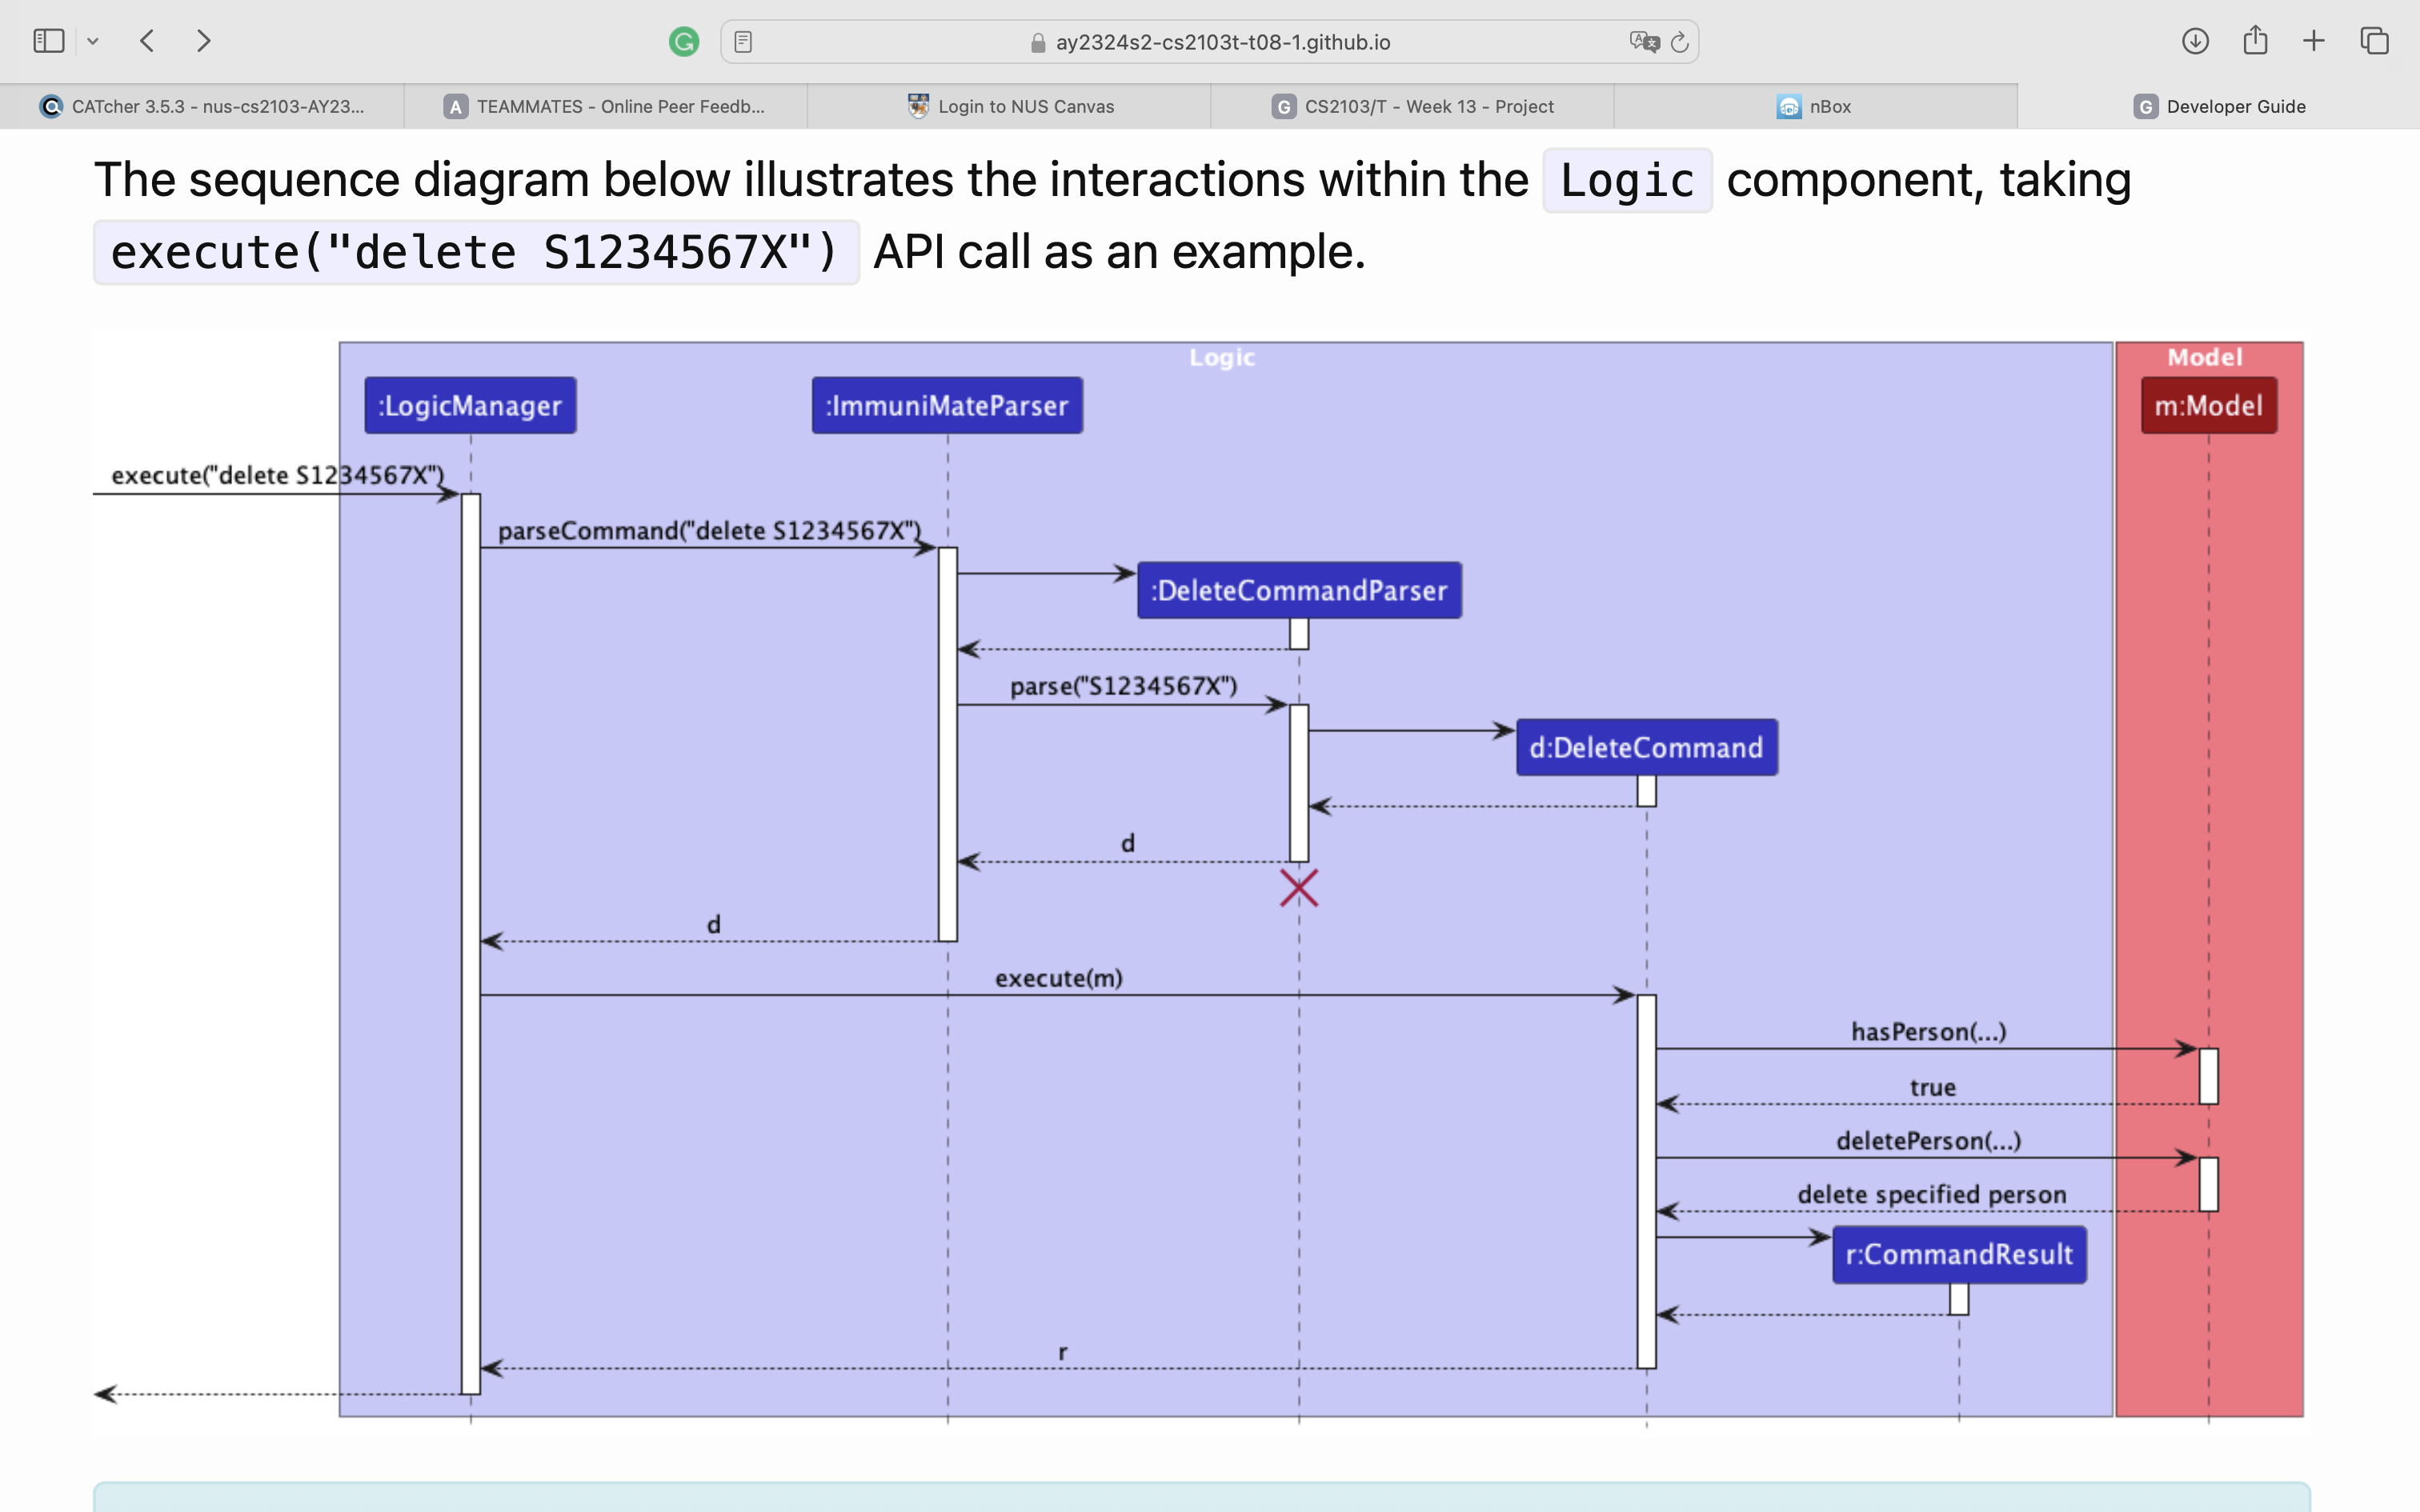 ay2324s2-cs2103t-t08-1.github.io
CATcher 3.5.3 - nus-cs2103-AY23...
A TEAMMATES - Online Peer Feedb...
Login to NUS Canvas
G CS2103/T - Week 13 - Project
nBox
G Developer Guide
The sequence diagram below illustrates the interactions within the Logic component, taking
execute("delete S1234567X") API call as an example.
Logic
Model
:LogicManager
:ImmuniMateParser
m:Model
execute("delete S1234567X")
parseCommand("delete S1234567X")
:DeleteCommandParser
parse("S1234567X")
d:DeleteCommand
d
d
execute(m)
hasPerson(...)
true
deletePerson(...)
delete specified person
r:CommandResult
r